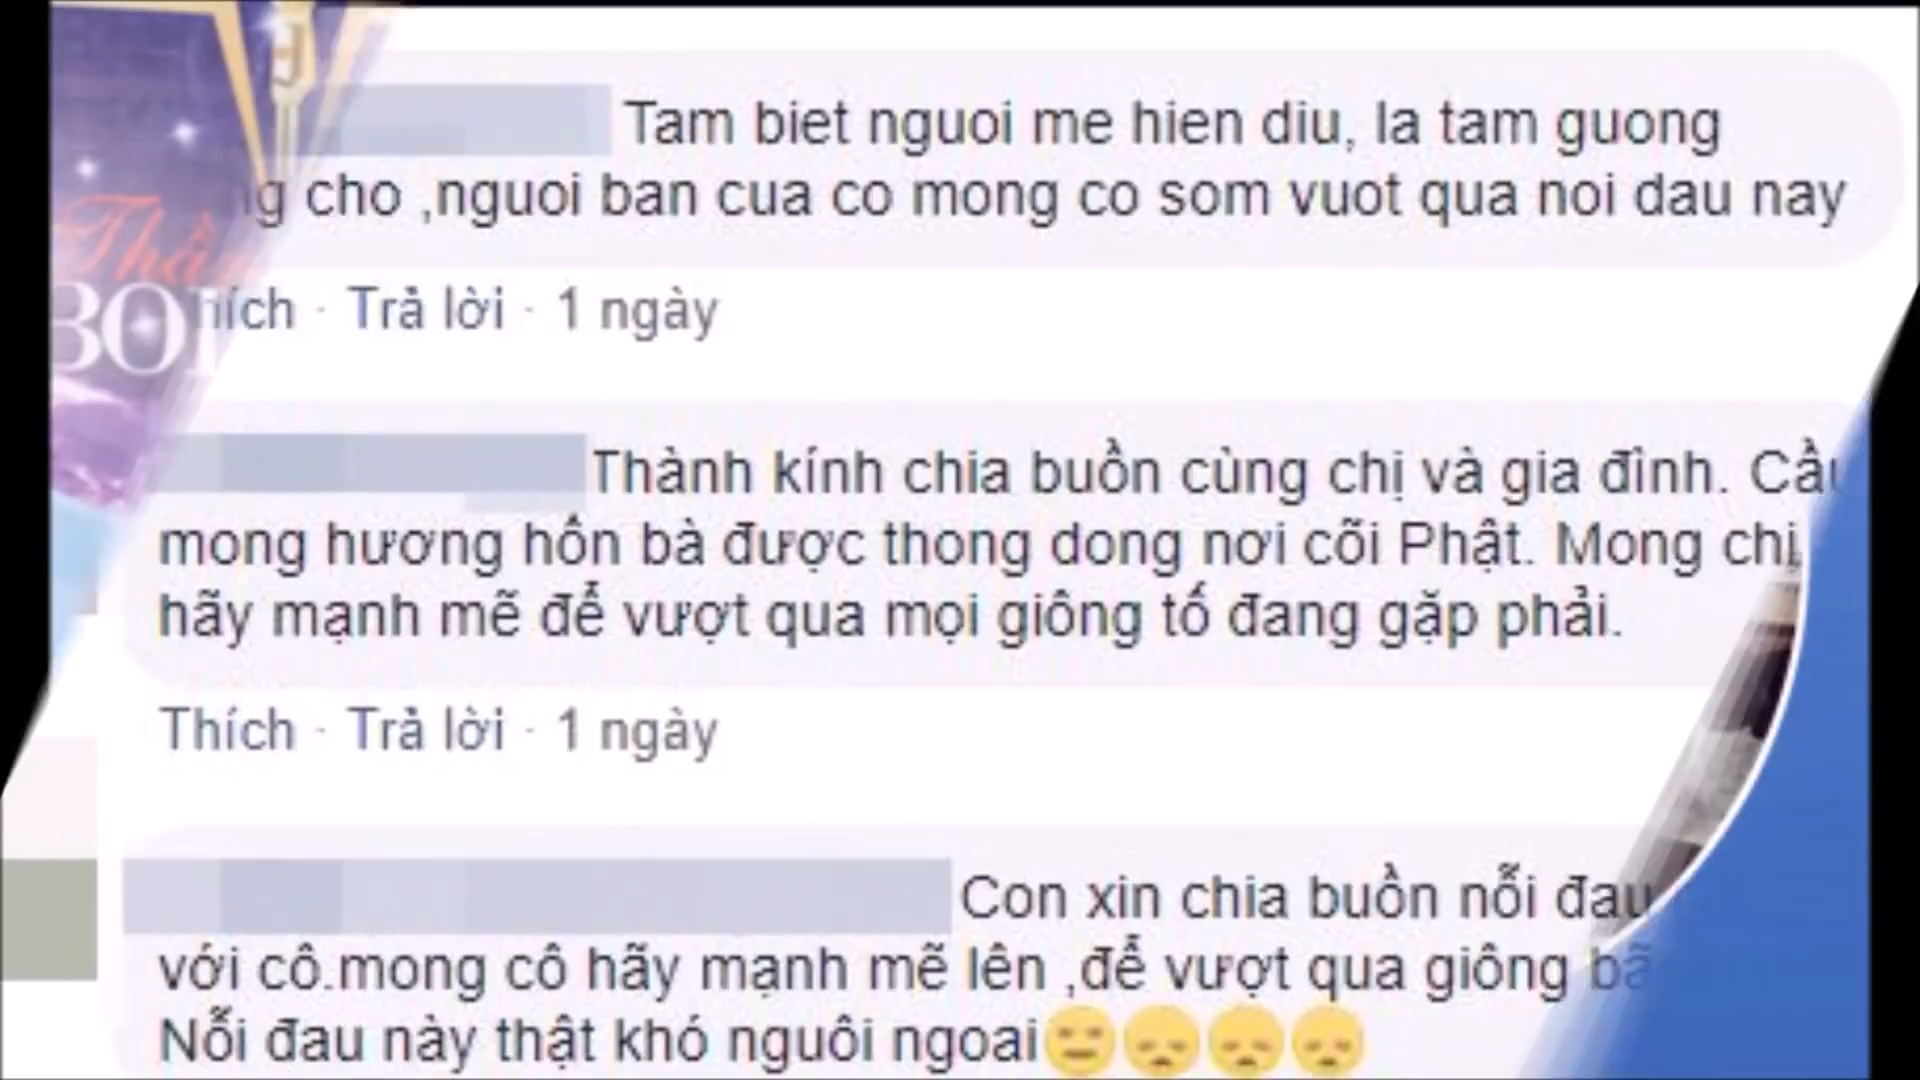 Tam biet nguoi me hien diu, la tam guong
cho ,nguoi ban cua co mong co som vuot qua noi dau nay
Thần
Thích · Trả lời · 1 ngày
Thành kính chia buồn cùng chị và gia đình. Cầu
mong hương hồn bà được thong dong nơi cõi Phật. Mong chị
hãy mạnh mẽ để vượt qua mọi giông tố đang gặp phải.
Thích · Trả lời · 1 ngày
Con xin chia buồn nỗi đau
với cô.mong cô hãy mạnh mẽ lên ,để vượt qua giông
Nỗi đau này thật khó nguôi ngoai😑😞😞😞